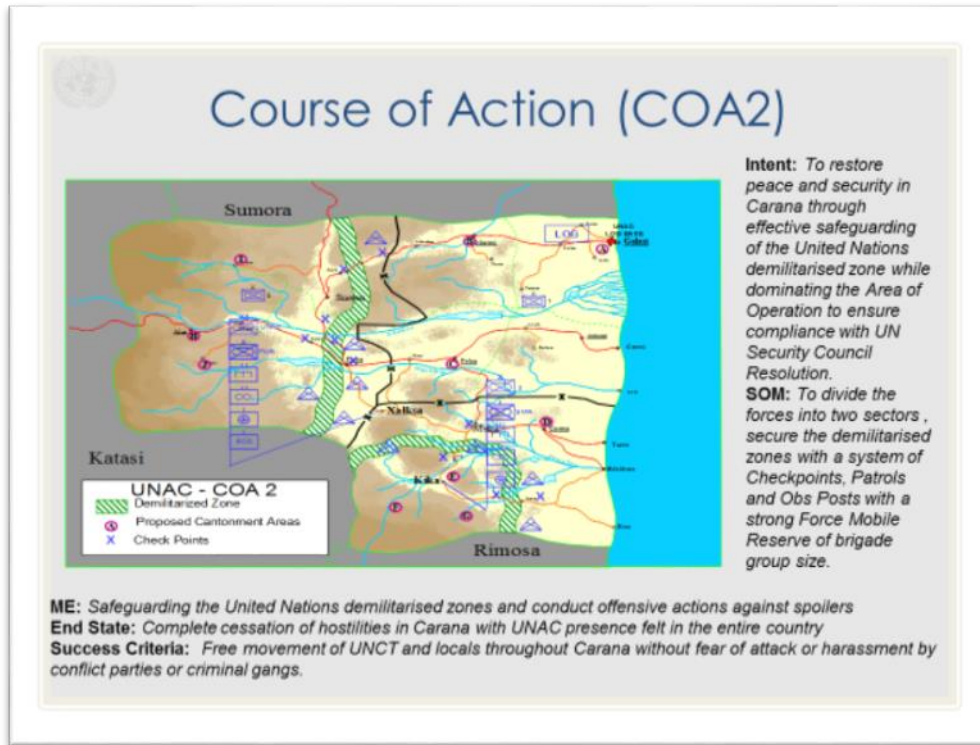 Course of Action (COA2)
Intent: To restore
peace and security in
Carana through
effective safeguarding
of the United Nations
demilitarised zone while
dominating the Area of
Operation to ensure
compliance with UN
Security Council
Resolution.
SOM: To divide the
forces into two sectors ,
secure the demilitarised
zones with a system of
Checkpoints, Patrols
and Obs Posts with a
strong Force Mobile
Reserve of brigade
group size.
Sumora
LOG
Katasi
Rimosa
UNAC - COA 2
Demilitarized Zone
Proposed Cantonment Areas
Check Points
ME: Safeguarding the United Nations demilitarised zones and conduct offensive actions against spoilers
End State: Complete cessation of hostilities in Carana with UNAC presence felt in the entire country
Success Criteria: Free movement of UNCT and locals throughout Carana without fear of attack or harassment by
conflict parties or criminal gangs.